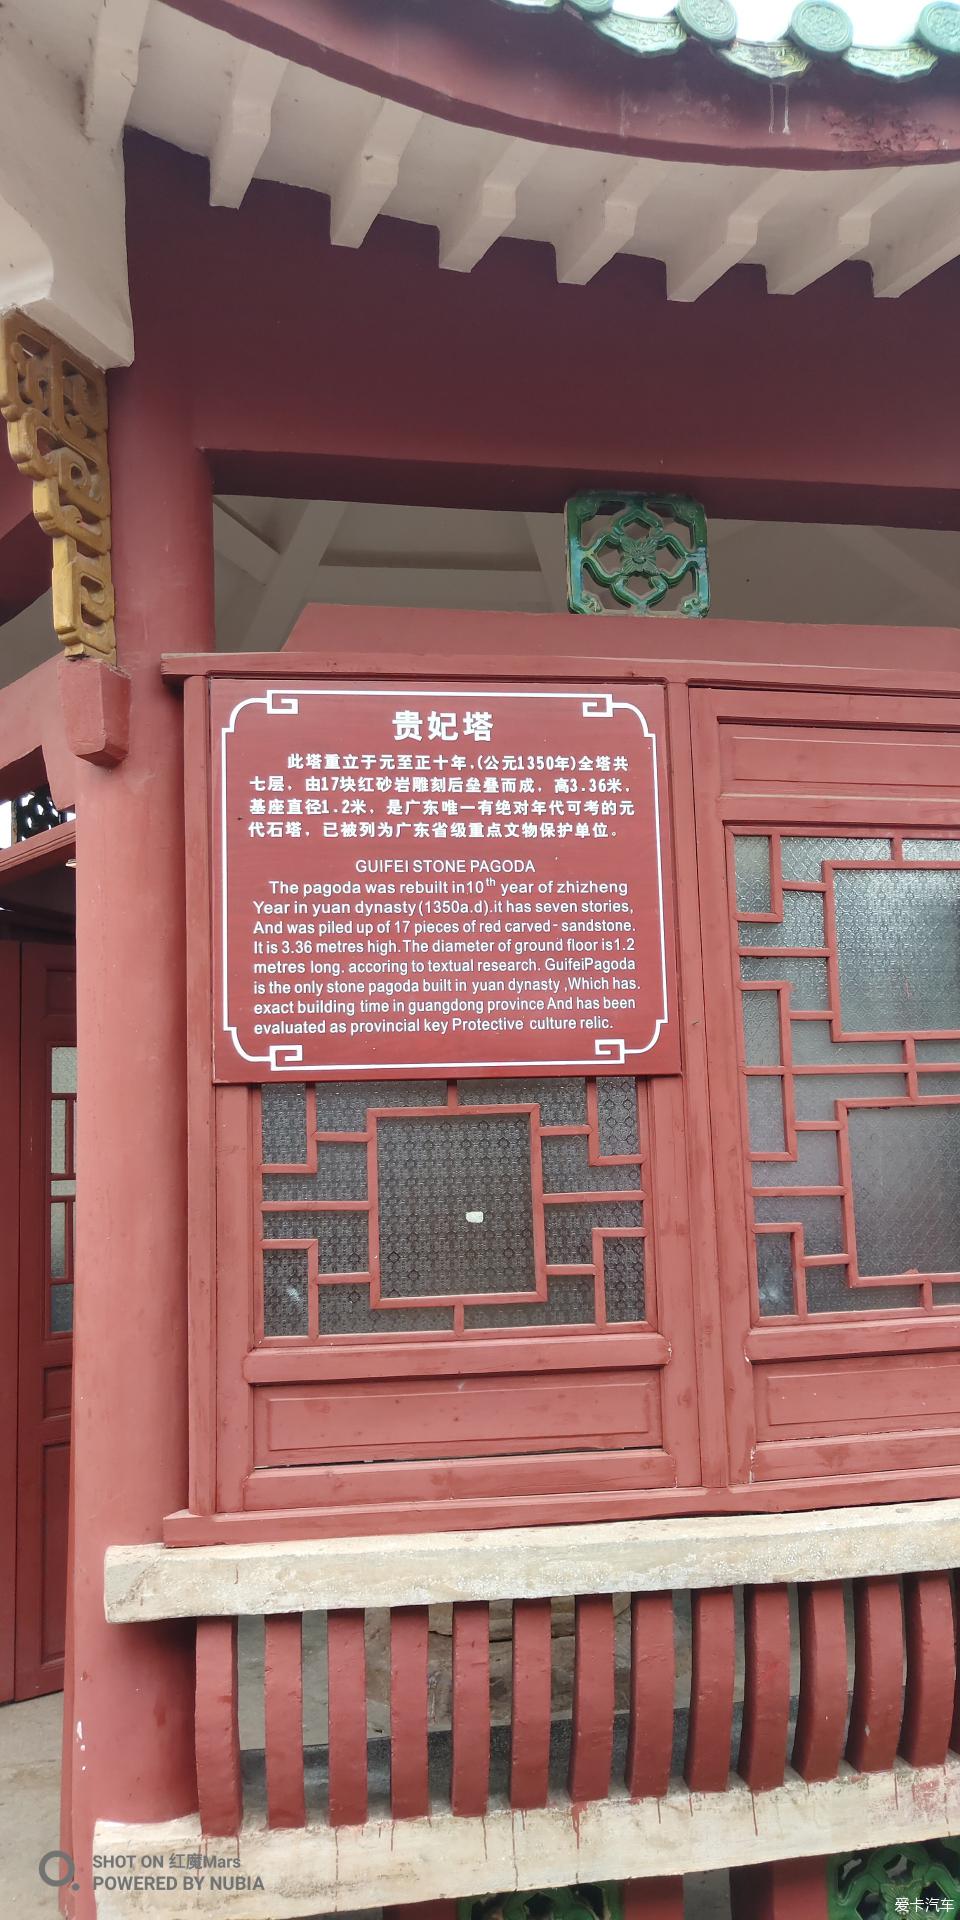 贵妃塔
此塔重立于元至正十年,(公元1350年)全塔共
七层，由17块红砂岩雕刻后垒叠而成，高3.36米，
基座直径1.2米，是广东唯一有绝对年代可考的元
代石塔，已被列为广东省级重点文物保护单位。
GUIFEI STONE PAGODA
The pagoda was rebuilt in10th year of zhizheng
Year in yuan dynasty(1350a.d).it has seven stories,
And was piled up of 17 pieces of red carved-sandstone.
It is 3.36 metres high.The diameter of ground floor is1.2
metres long. accoring to textual research. GuifeiPagoda
is the only stone pagoda built in yuan dynasty ,Which has.
exact building time in guangdong province And has been
evaluated as provincial key Protective culture relic.
SHOT ON 红魔Mars
POWERED BY NUBIA
爱卡汽车